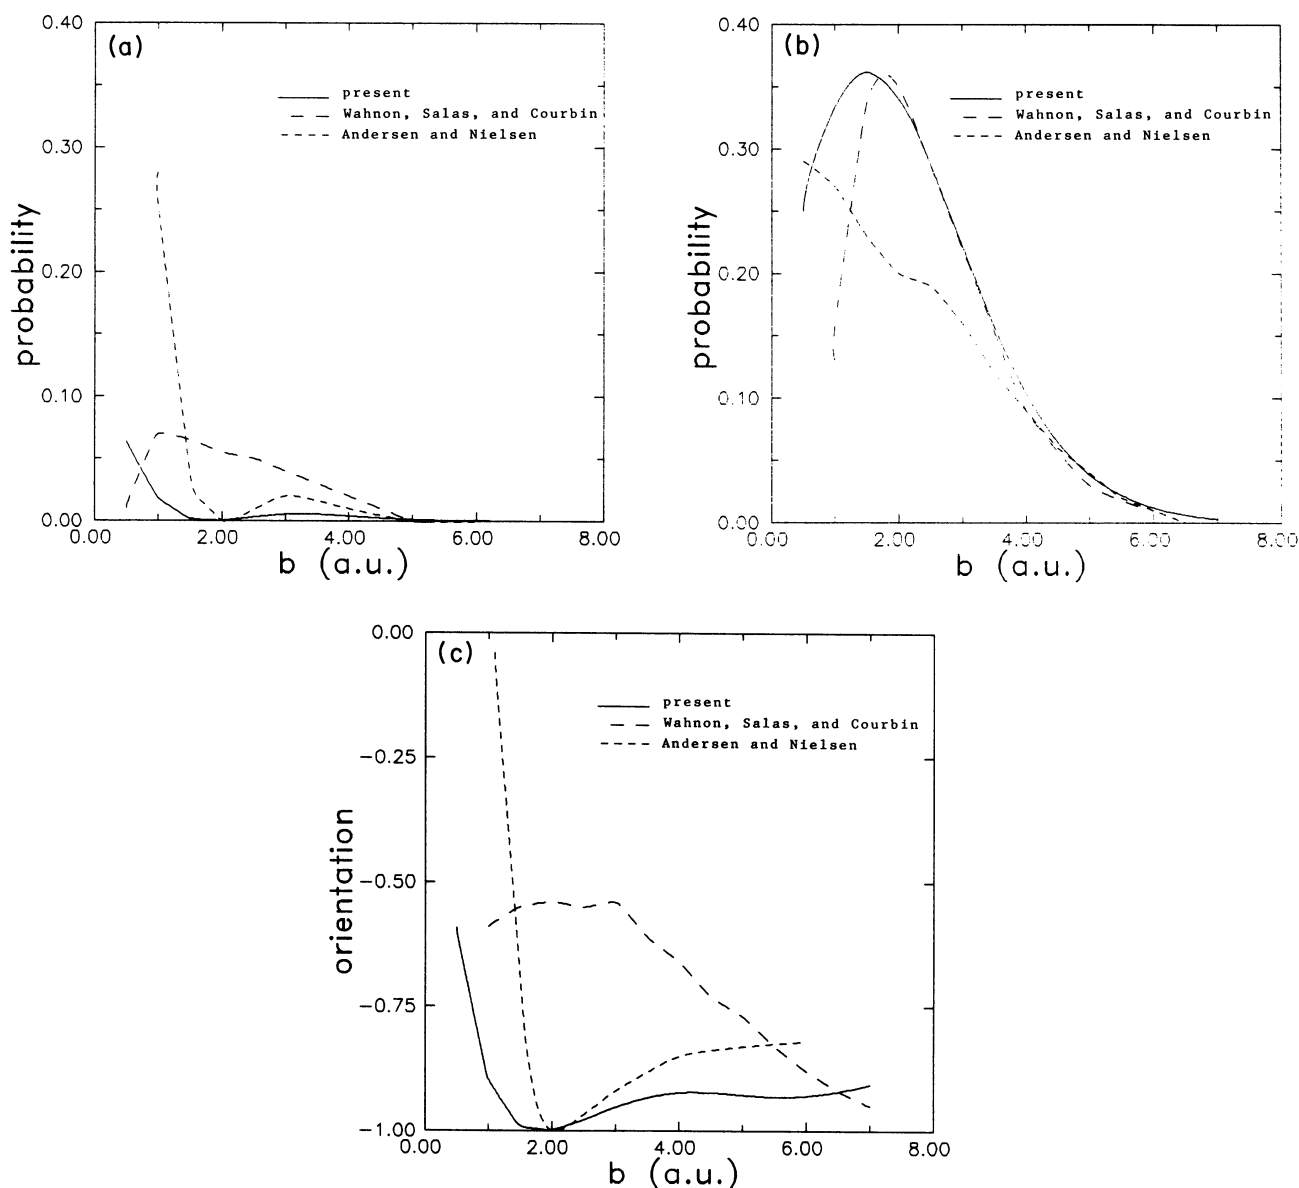 (a)
present
Wahnon, Salas, and Courbin
Andersen and Nielsen
probability
0.40
0.30
0.20
0.10
0.00
0.00 2.00 4.00 6.00 8.00
b (a.u.)
(b)
present
Wahnon, Salas, and Courbin
Andersen and Nielsen
probability
0.40
0.30
0.20
0.10
0.00
0.00 2.00 4.00 6.00 8.00
b (a.u.)
(c)
present
Wahnon, Salas, and Courbin
Andersen and Nielsen
orientation
0.00
-0.25
-0.50
-0.75
-1.00
0.00 2.00 4.00 6.00 8.00
b (a.u.)